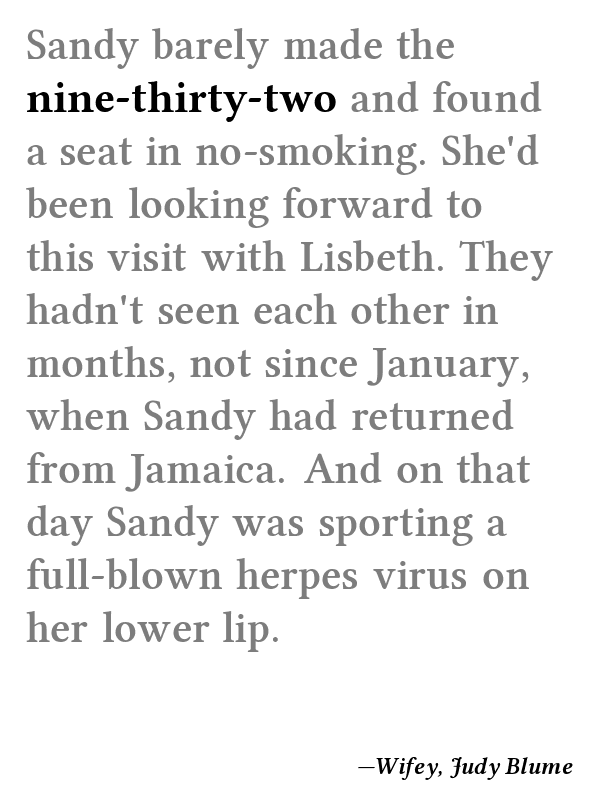 Sandy barely made the
nine-thirty-two and found
a seat in no-smoking. She'd
been looking forward to
this visit with Lisbeth. They
hadn't seen each other in
months, not since January,
when Sandy had returned
from Jamaica. And on that
day Sandy was sporting a
full-blown herpes virus on
her lower lip.
—Wifey, Judy Blume